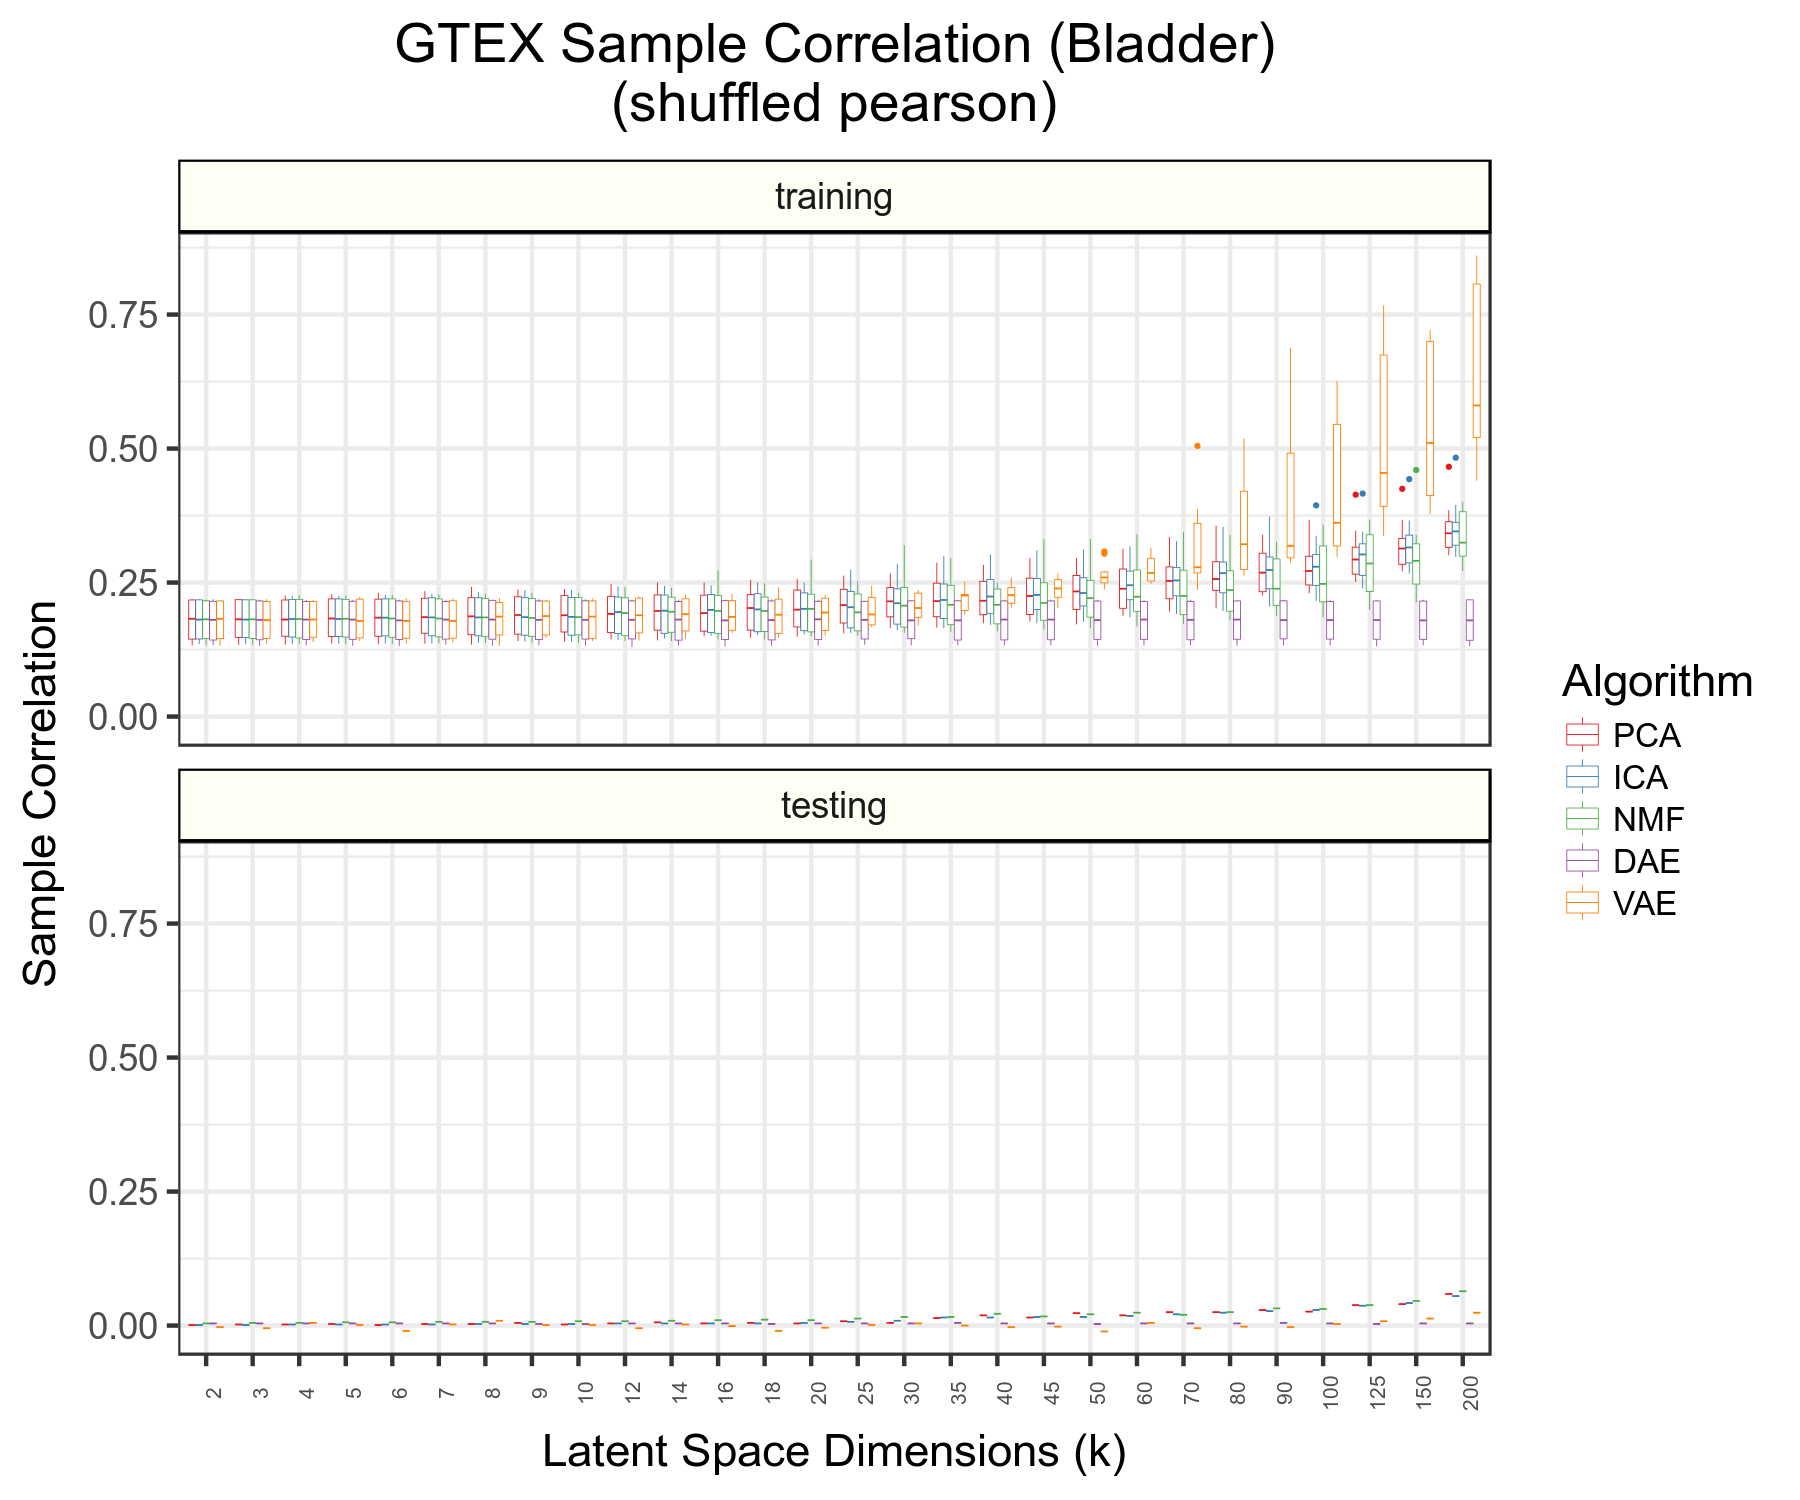 GTEX Sample Correlation (Bladder)
(shuffled pearson)
training
0.75
0.50
0.25
0.00
testing
0.75
0.50
0.25
0.00
Sample Correlation
2 3 4 5 6 7 8 9 10 12 14 16 18 20 25 30 35 40 45 50 60 70 80 90 100 125 150 200
Latent Space Dimensions (k)
Algorithm
PCA
ICA
NMF
DAE
VAE